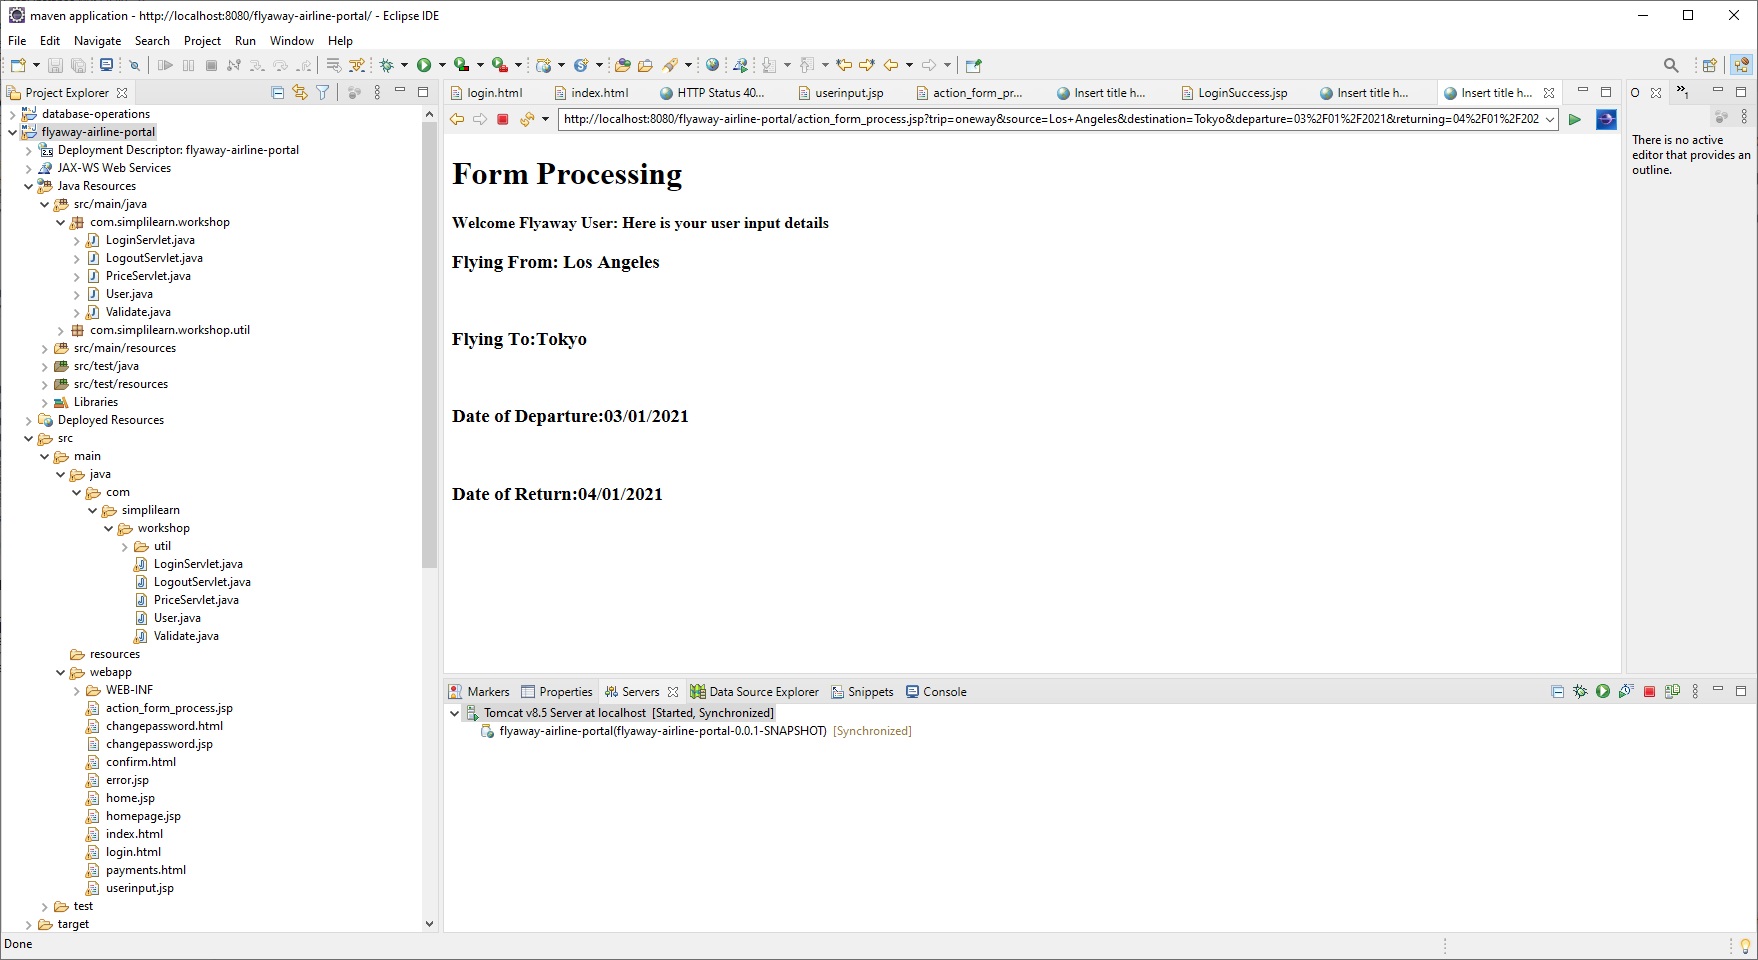 maven application - http://localhost:8080/flyaway-airline-portal/ - Eclipse IDE
File Edit Navigate Search Project Run Window Help
Project Explorer
login.html index.html HTTP Status 40... userinput.jsp action_form_pr... Insert title h... LoginSuccess.jsp Insert title h... Insert title h...
http://localhost:8080/flyaway-airline-portal/action_form_process.jsp?trip=oneway&source=Los+Angeles&destination=Tokyo&departure=03%2F01%2F2021&returning=04%2F01%2F202
database-operations
flyaway-airline-portal
Deployment Descriptor: flyaway-airline-portal
JAX-WS Web Services
Java Resources
src/main/java
com.simplilearn.workshop
LoginServlet.java
LogoutServlet.java
PriceServlet.java
User.java
Validate.java
com.simplilearn.workshop.util
src/main/resources
src/test/java
src/test/resources
Libraries
Deployed Resources
src
main
java
com
simplilearn
workshop
util
LoginServlet.java
LogoutServlet.java
PriceServlet.java
User.java
Validate.java
resources
webapp
WEB-INF
action_form_process.jsp
changepassword.html
changepassword.jsp
confirm.html
error.jsp
home.jsp
homepage.jsp
index.html
login.html
payments.html
userinput.jsp
test
target
Form Processing
Welcome Flyaway User: Here is your user input details
Flying From: Los Angeles
Flying To:Tokyo
Date of Departure:03/01/2021
Date of Return:04/01/2021
O
1
There is no active
editor that provides an
outline.
Markers Properties Servers Data Source Explorer Snippets Console
Tomcat v8.5 Server at localhost [Started, Synchronized]
flyaway-airline-portal(flyaway-airline-portal-0.0.1-SNAPSHOT) [Synchronized]
Done